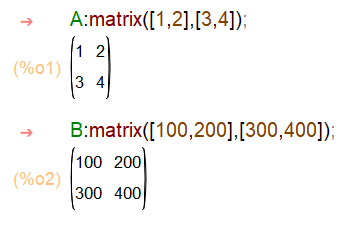 → A:matrix([1,2],[3,4]);
(%o1) (1 2
3 4)
→ B:matrix([100,200],[300,400]);
(%o2) (100 200
300 400)